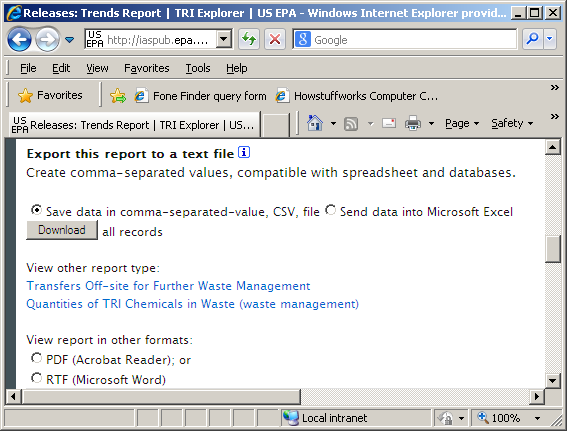 Releases: Trends Report | TRI Explorer | US EPA - Windows Internet Explorer provid...
US EPA http://iaspub.epa.... Google
File Edit View Favorites Tools Help
Favorites Fone Finder query form Howstuffworks Computer C... »
US EPA Releases: Trends Report | TRI Explorer | US... Page Safety »
Export this report to a text file i
Create comma-separated values, compatible with spreadsheet and databases.
Save data in comma-separated-value, CSV, file Send data into Microsoft Excel
Download all records
View other report type:
Transfers Off-site for Further Waste Management
Quantities of TRI Chemicals in Waste (waste management)
View report in other formats:
PDF (Acrobat Reader); or
RTF (Microsoft Word)
Local intranet 100%